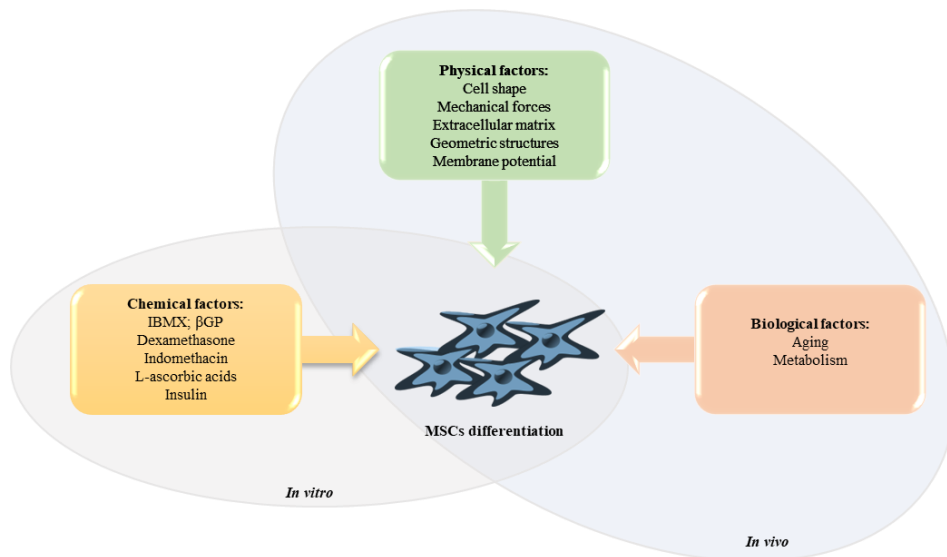 Physical factors:
Cell shape
Mechanical forces
Extracellular matrix
Geometric structures
Membrane potential
Chemical factors:
IBMX; βGP
Dexamethasone
Indomethacin
L-ascorbic acids
Insulin
Biological factors:
Aging
Metabolism
MSCs differentiation
In vitro
In vivo